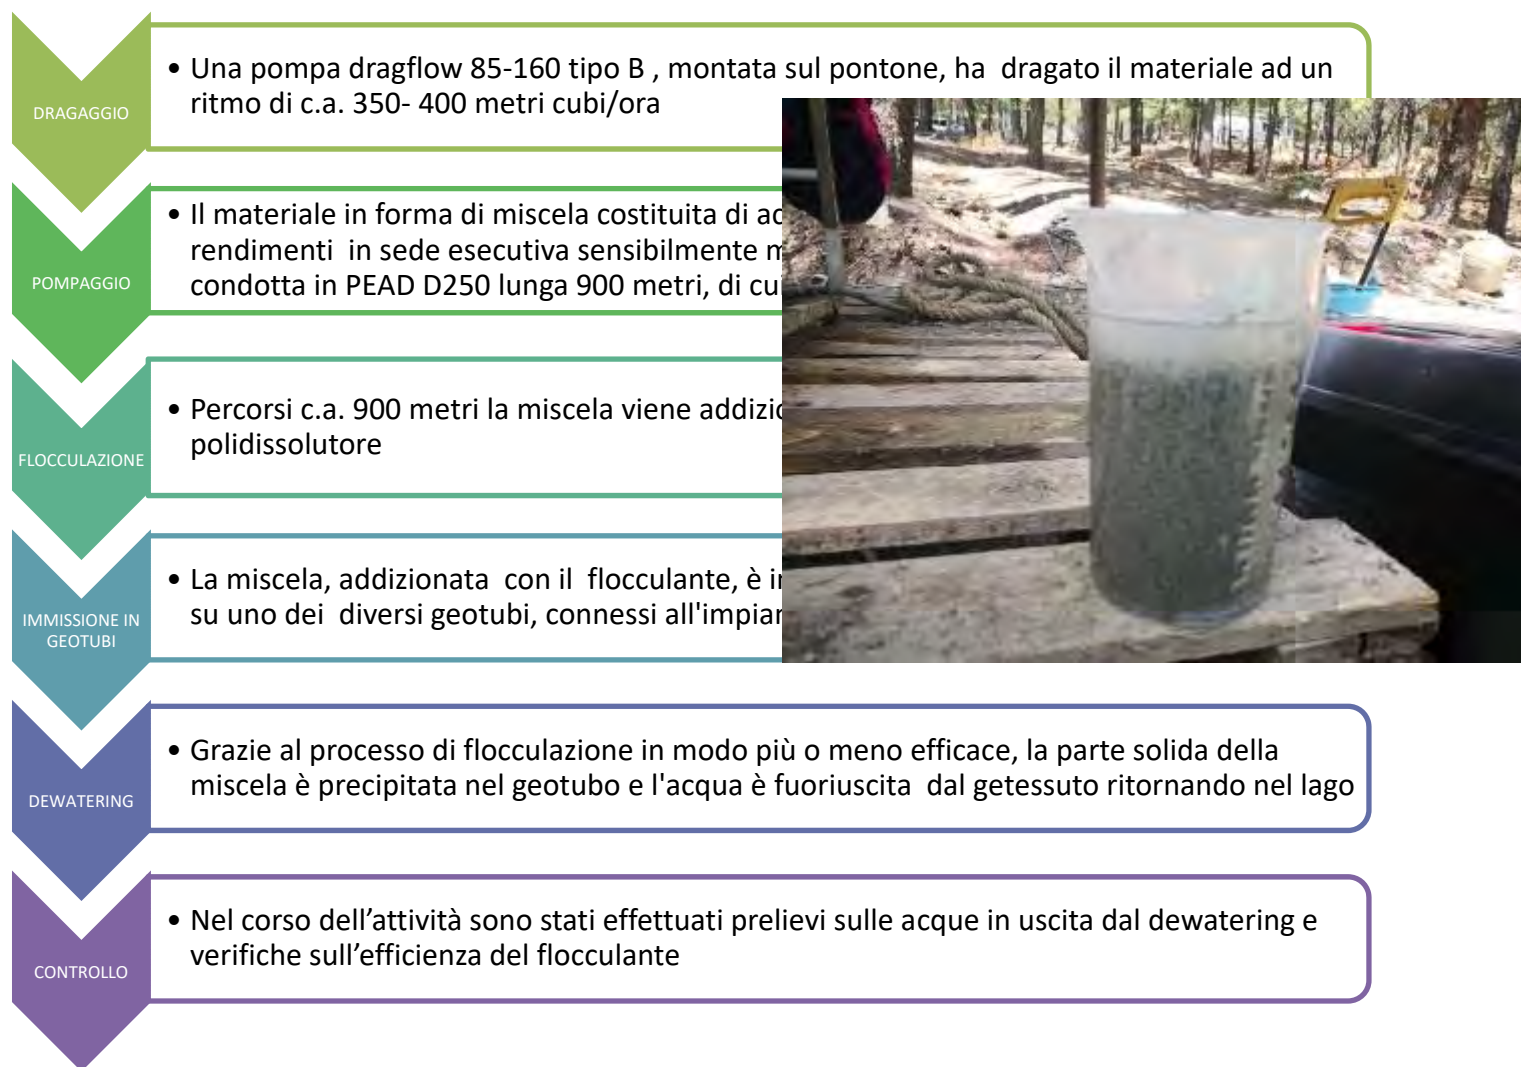 DRAGAGGIO
• Una pompa dragflow 85-160 tipo B , montata sul pontone, ha dragato il materiale ad un
ritmo di c.a. 350- 400 metri cubi/ora
POMPAGGIO
• Il materiale in forma di miscela costituita di
rendimenti in sede esecutiva sensibilmente
condotta in PEAD D250 lunga 900 metri, di
FLOCCULAZIONE
• Percorsi c.a. 900 metri la miscela viene
polidissolutore
IMMISSIONE IN
GEOTUBI
• La miscela, addizionata con il flocculante, è
su uno dei diversi geotubi, connessi
DEWATERING
• Grazie al processo di flocculazione in modo più o meno efficace, la parte solida della
miscela è precipitata nel geotubo e l'acqua è fuoriuscita dal getessuto ritornando nel lago
CONTROLLO
• Nel corso dell’attività sono stati effettuati prelievi sulle acque in uscita dal dewatering e
verifiche sull’efficienza del flocculante